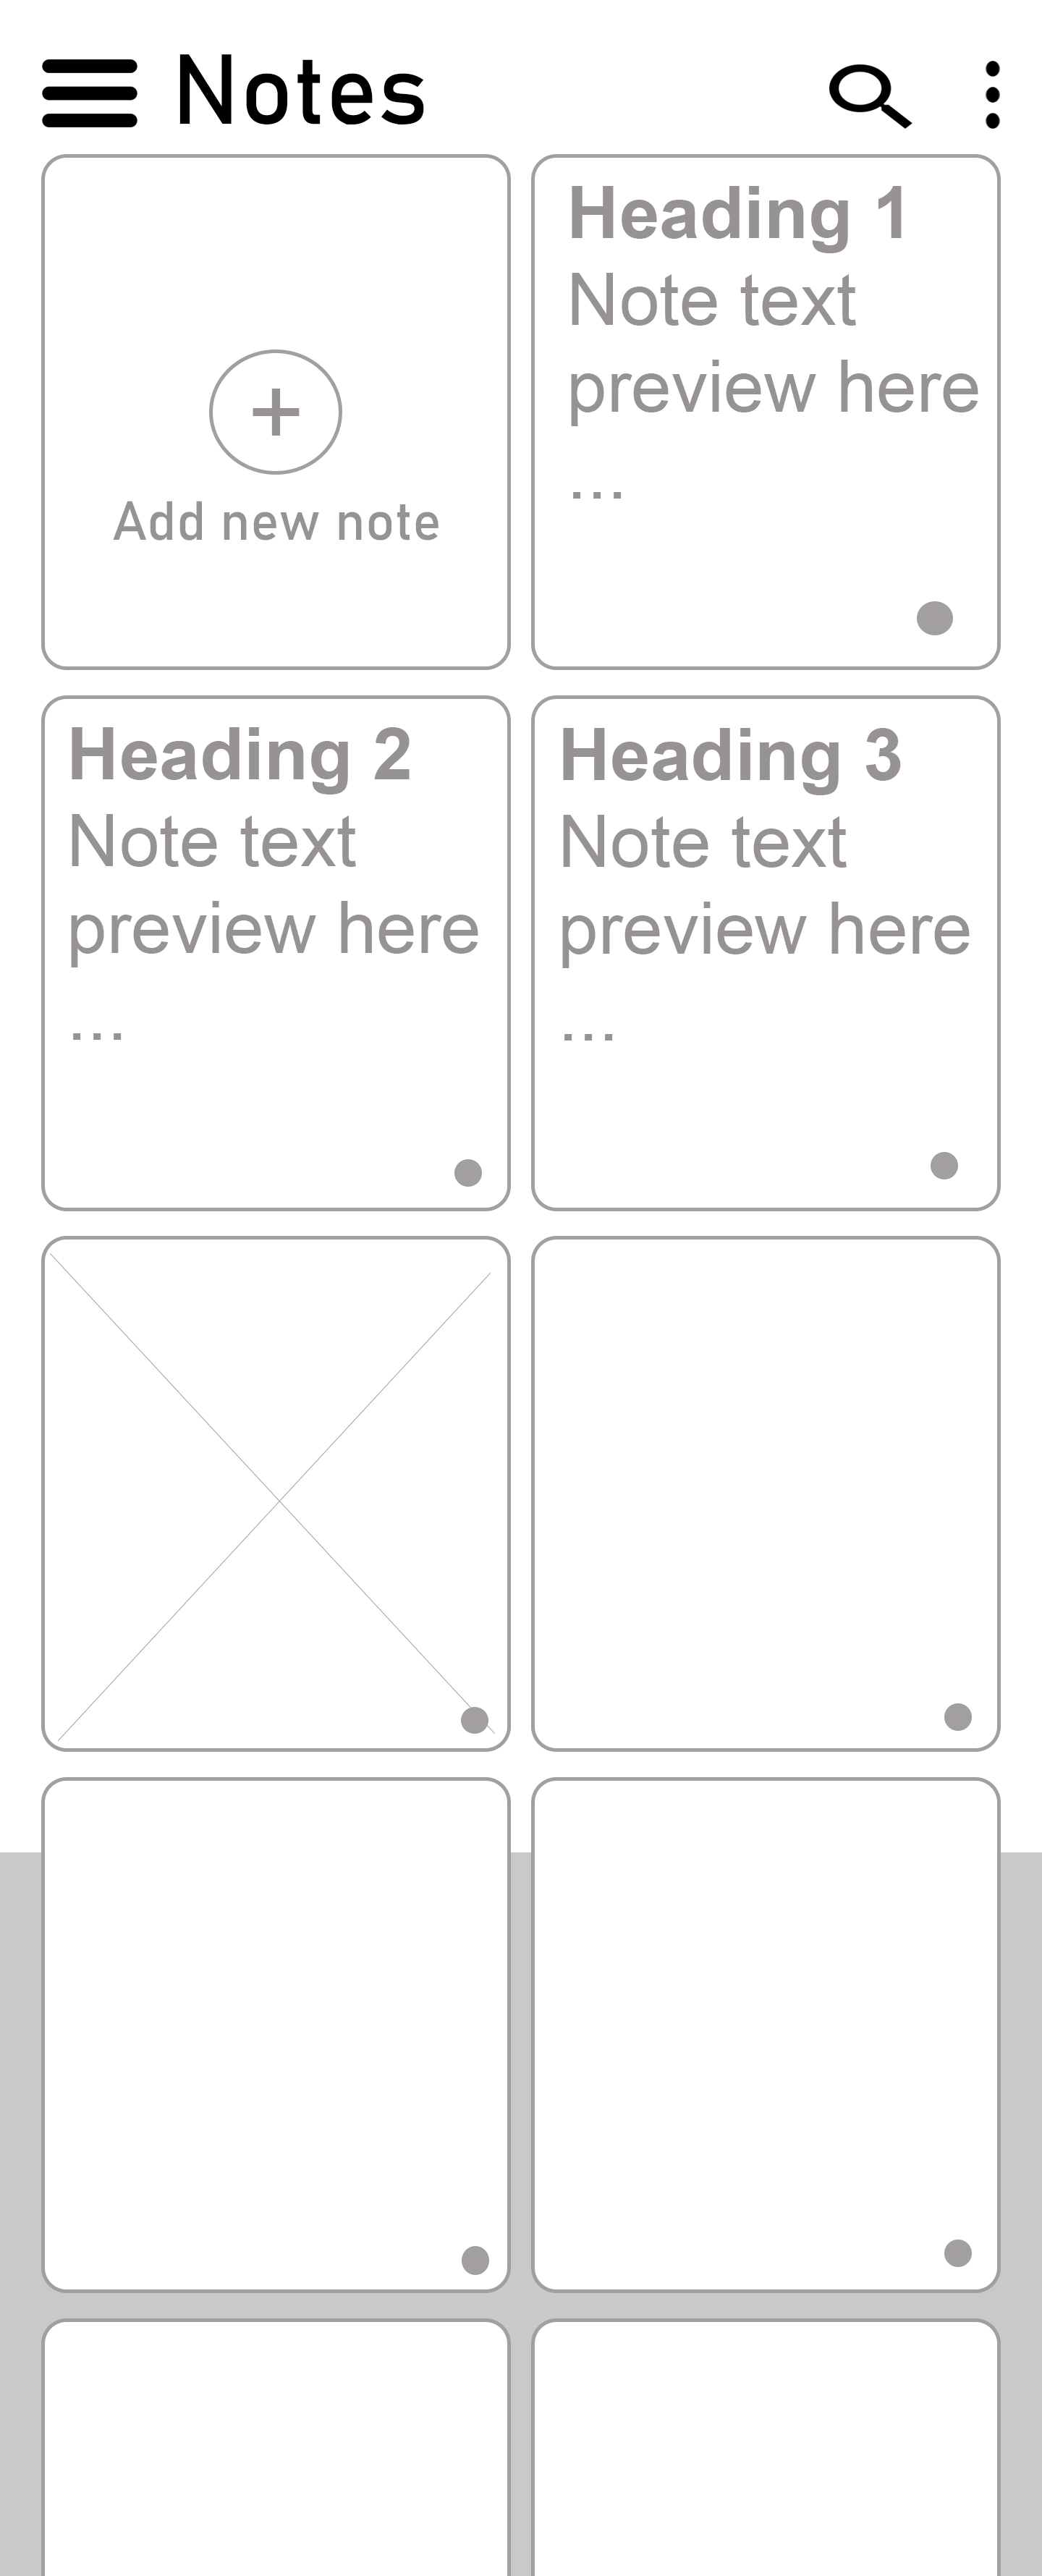 Notes
+
Add new note
Heading 1
Note text
preview here
...
Heading 2
Note text
preview here
...
Heading 3
Note text
preview here
...